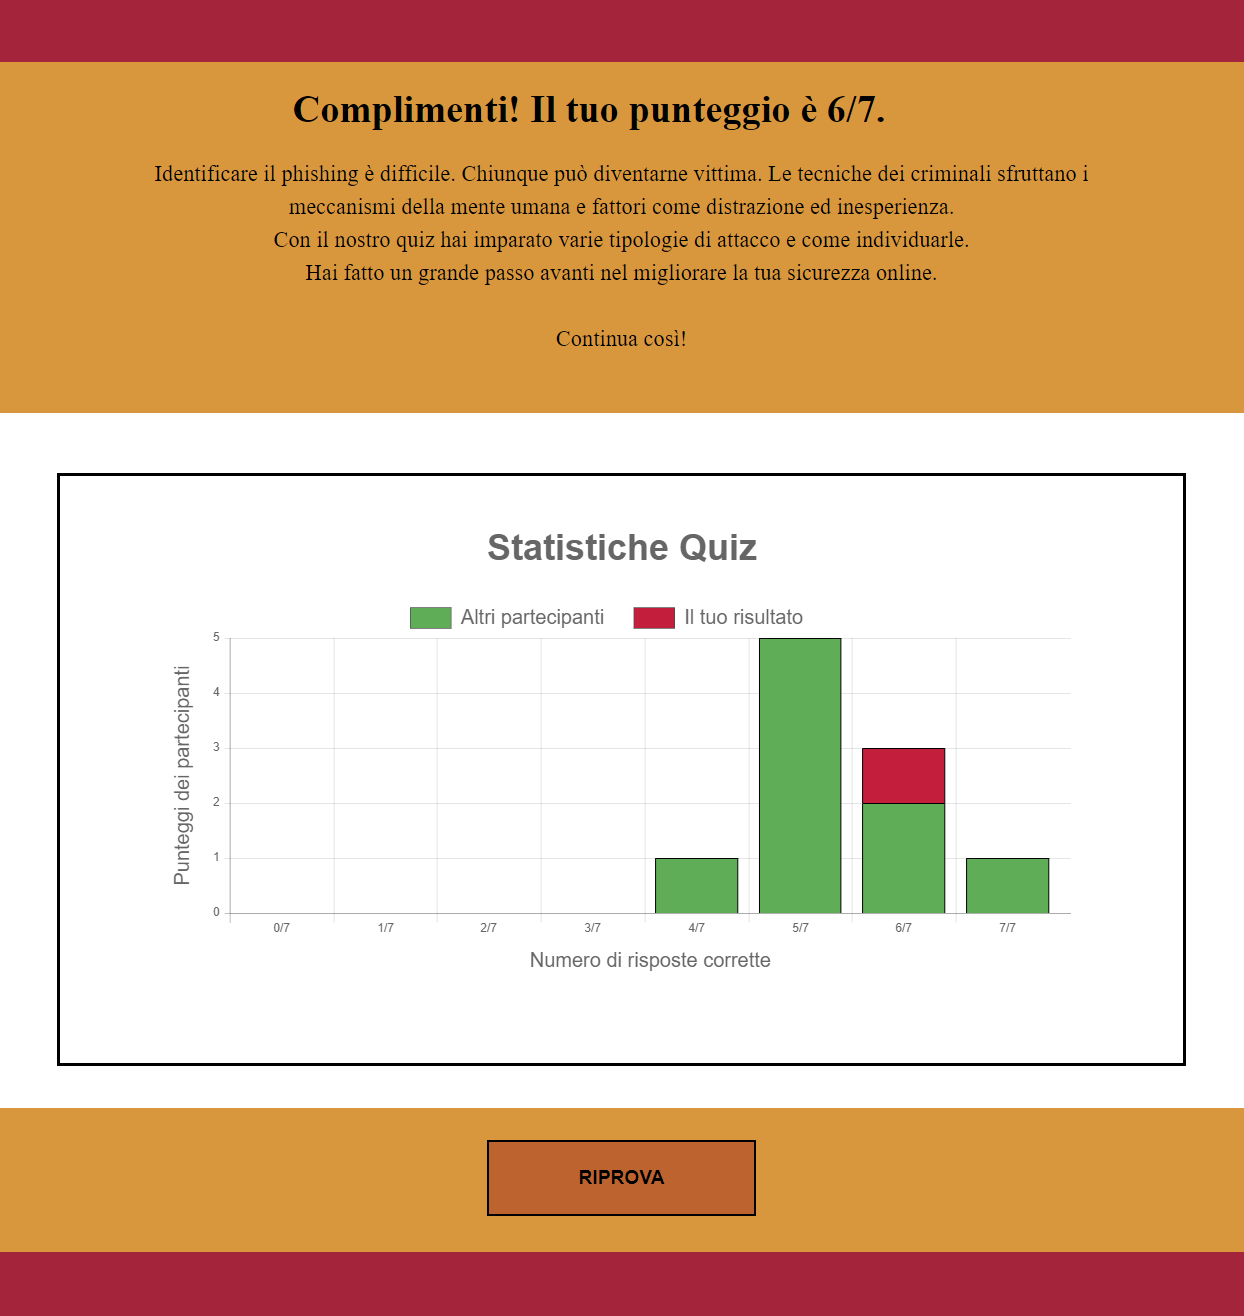 Complimenti! Il tuo punteggio è 6/7.
Identificare il phishing è difficile. Chiunque può diventarne vittima. Le tecniche dei criminali sfruttano i
meccanismi della mente umana e fattori come distrazione ed inesperienza.
Con il nostro quiz hai imparato varie tipologie di attacco e come individuarle.
Hai fatto un grande passo avanti nel migliorare la tua sicurezza online.
Continua così!
Statistiche Quiz
Altri partecipanti Il tuo risultato
Punteggi dei partecipanti
5
4
3
2
1
0
0/7 1/7 2/7 3/7 4/7 5/7 6/7 7/7
Numero di risposte corrette
RIPROVA